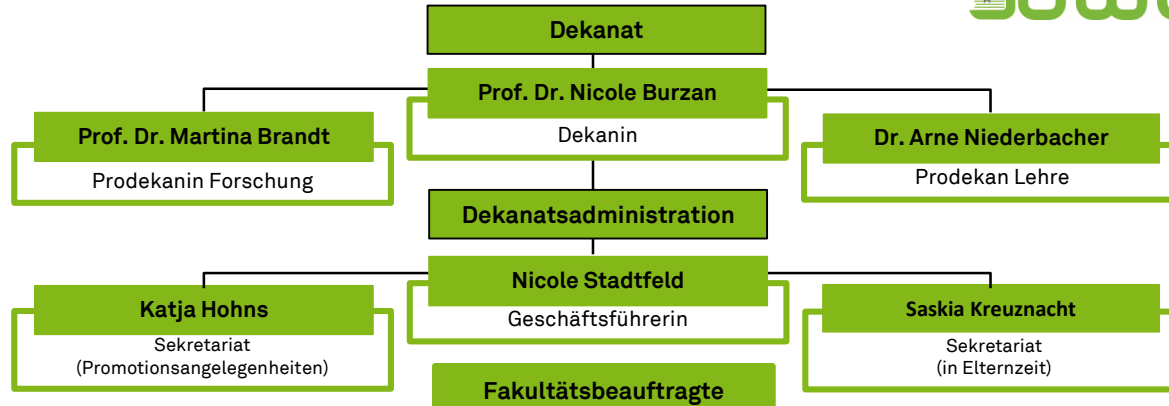 Dekanat
Prof. Dr. Nicole Burzan
Dekanin
Prof. Dr. Martina Brandt
Prodekanin Forschung
Dr. Arne Niederbacher
Prodekan Lehre
Dekanatsadministration
Nicole Stadtfeld
Geschäftsführerin
Katja Hohns
Sekretariat
(Promotionsangelegenheiten)
Saskia Kreuznacht
Sekretariat
(in Elternzeit)
Fakultätsbeauftragte